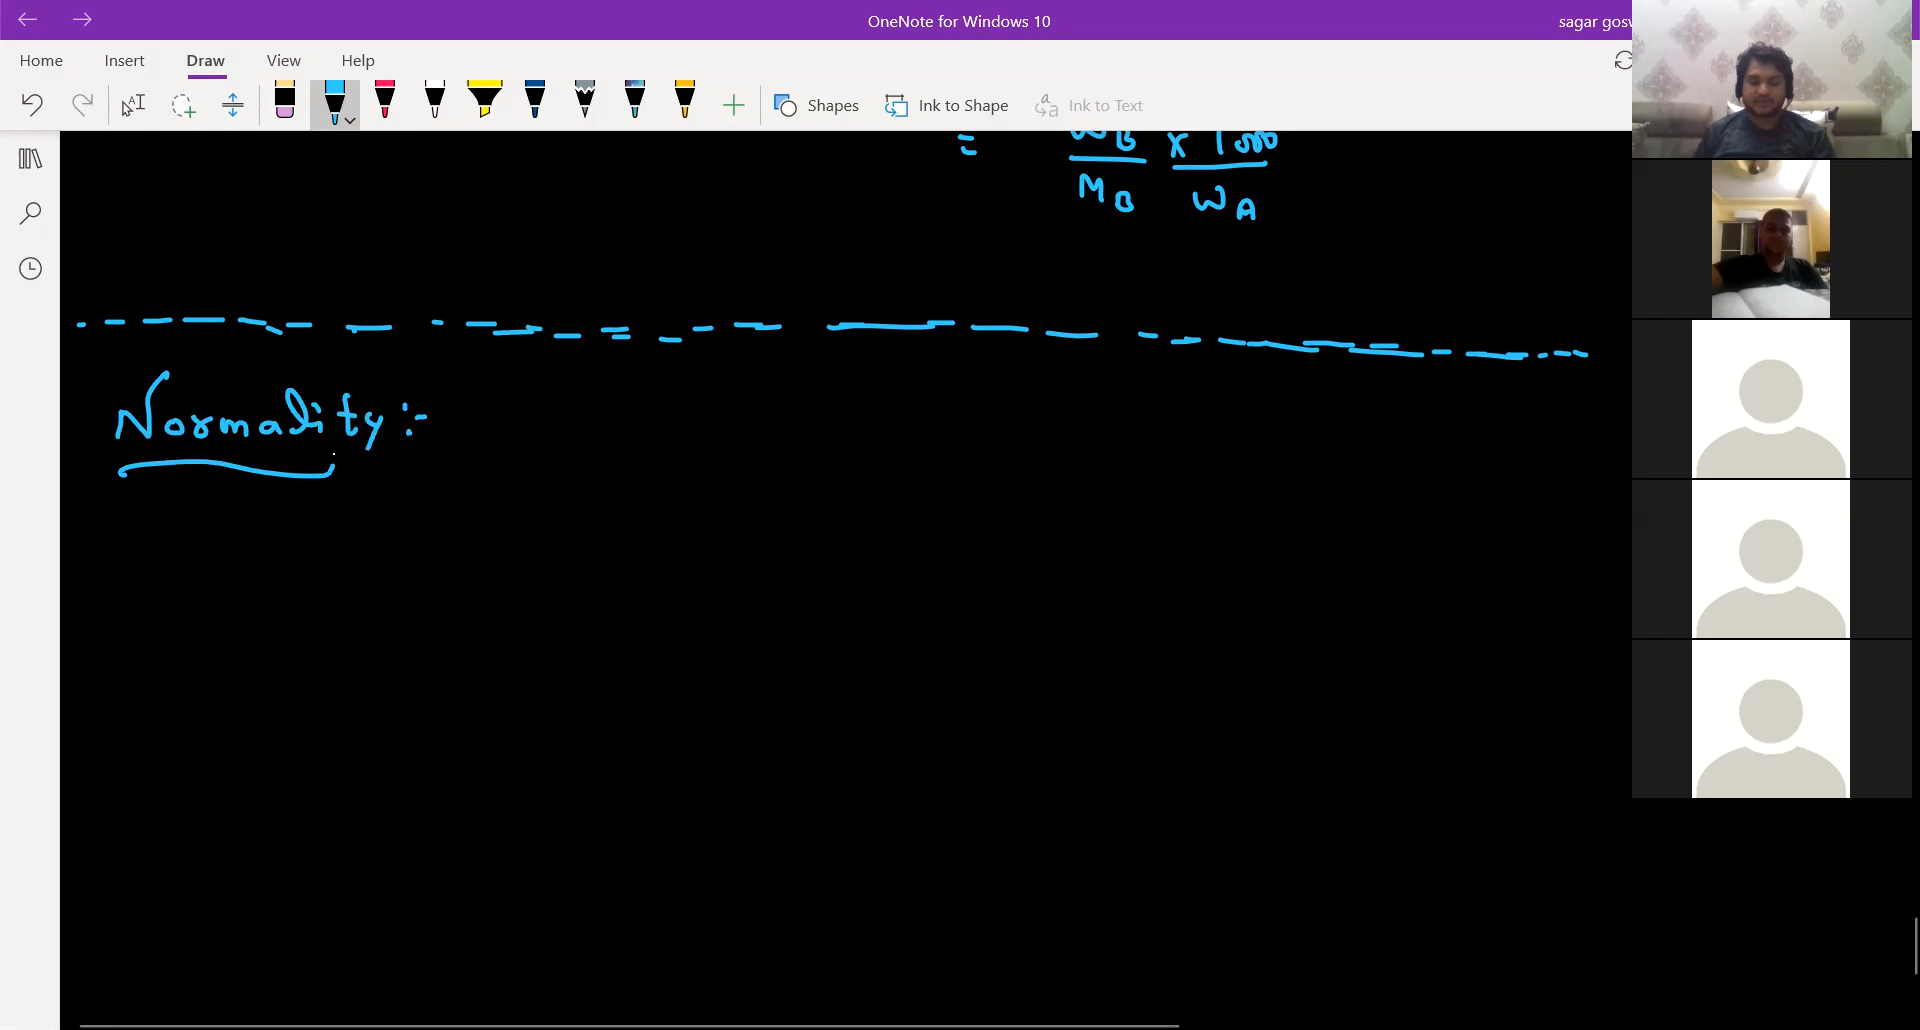 OneNote for Windows 10
sagar gosw
Home Insert Draw View Help
Shapes Ink to Shape Ink to Text
= W B x 1000
M B W A
Normality :-